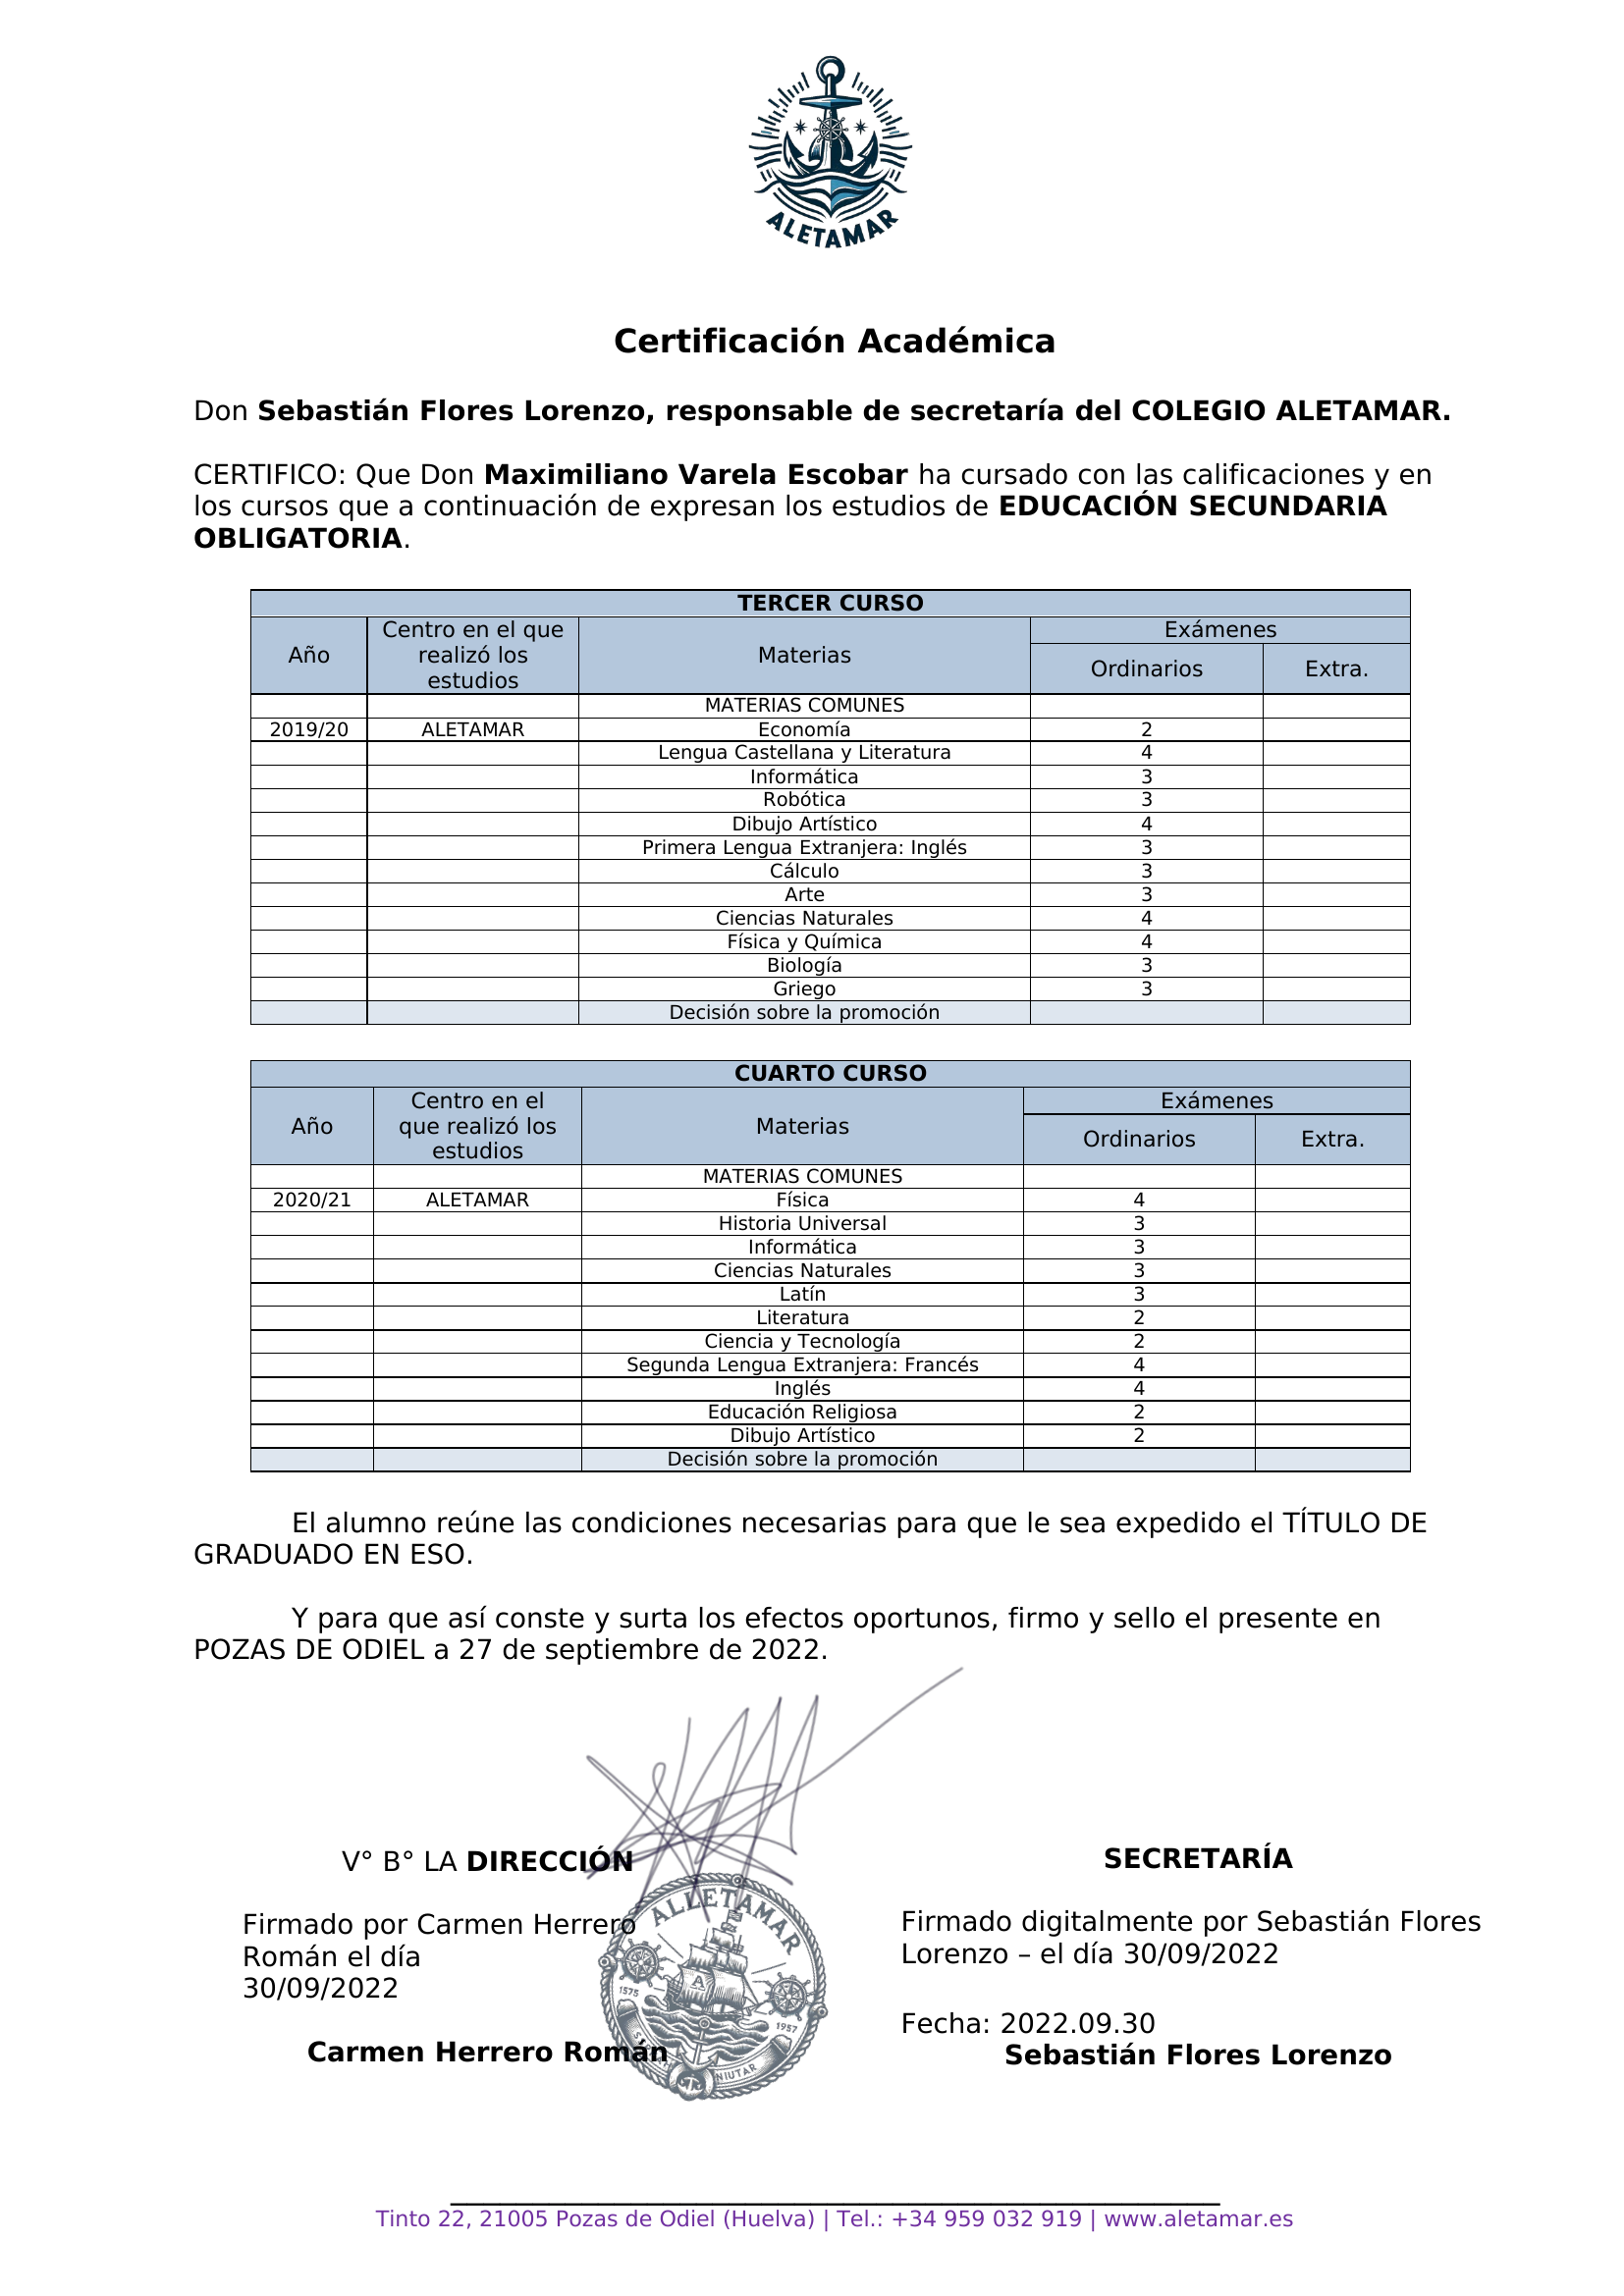 ALETAMAR
Certificación Académica
Don Sebastián Flores Lorenzo, responsable de secretaría del COLEGIO ALETAMAR.
CERTIFICO: Que Don Maximiliano Varela Escobar ha cursado con las calificaciones y en
los cursos que a continuación de expresan los estudios de EDUCACIÓN SECUNDARIA
OBLIGATORIA.
TERCER CURSO
Año Centro en el que realizó los estudios Materias Exámenes
Ordinarios Extra.
MATERIAS COMUNES
2019/20 ALETAMAR Economía 2
Lengua Castellana y Literatura 4
Informática 3
Robótica 3
Dibujo Artístico 4
Primera Lengua Extranjera: Inglés 3
Cálculo 3
Arte 3
Ciencias Naturales 4
Física y Química 4
Biología 3
Griego 3
Decisión sobre la promoción
CUARTO CURSO
Año Centro en el que realizó los estudios Materias Exámenes
Ordinarios Extra.
MATERIAS COMUNES
2020/21 ALETAMAR Física 4
Historia Universal 3
Informática 3
Ciencias Naturales 3
Latín 3
Literatura 2
Ciencia y Tecnología 2
Segunda Lengua Extranjera: Francés 4
Inglés 4
Educación Religiosa 2
Dibujo Artístico 2
Decisión sobre la promoción
El alumno reúne las condiciones necesarias para que le sea expedido el TÍTULO DE
GRADUADO EN ESO.
Y para que así conste y surta los efectos oportunos, firmo y sello el presente en
POZAS DE ODIEL a 27 de septiembre de 2022.
V° B° LA DIRECCIÓN
Firmado por Carmen Herrero
Román el día
30/09/2022
Carmen Herrero Román
ALLETAMAR
A
1575
1957
NIUTAR
SECRETARÍA
Firmado digitalmente por Sebastián Flores
Lorenzo – el día 30/09/2022
Fecha: 2022.09.30
Sebastián Flores Lorenzo
Tinto 22, 21005 Pozas de Odiel (Huelva) | Tel.: +34 959 032 919 | www.aletamar.es